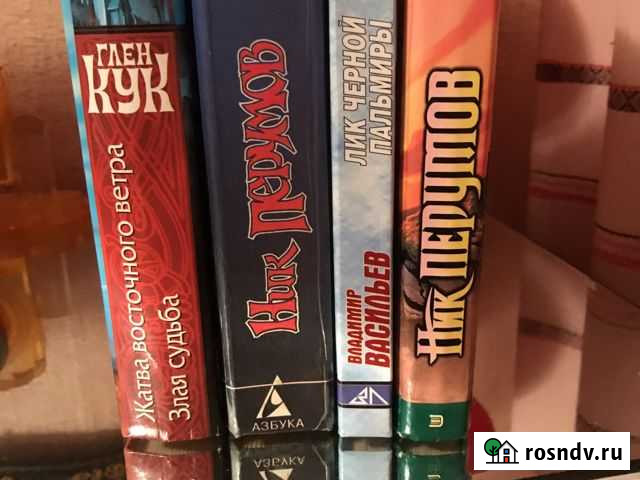 ГЛЕН
КУК
Жатва восточного ветра
Злая судьба
Ник Перумов
АЗБУКА
ВЛАДИМИР
ВАСИЛЬЕВ
ЛИК ЧЕРНОЙ
ПАЛЬМИРЫ
Ник ПЕРУМОВ
АЗБУКА
rosndv.ru